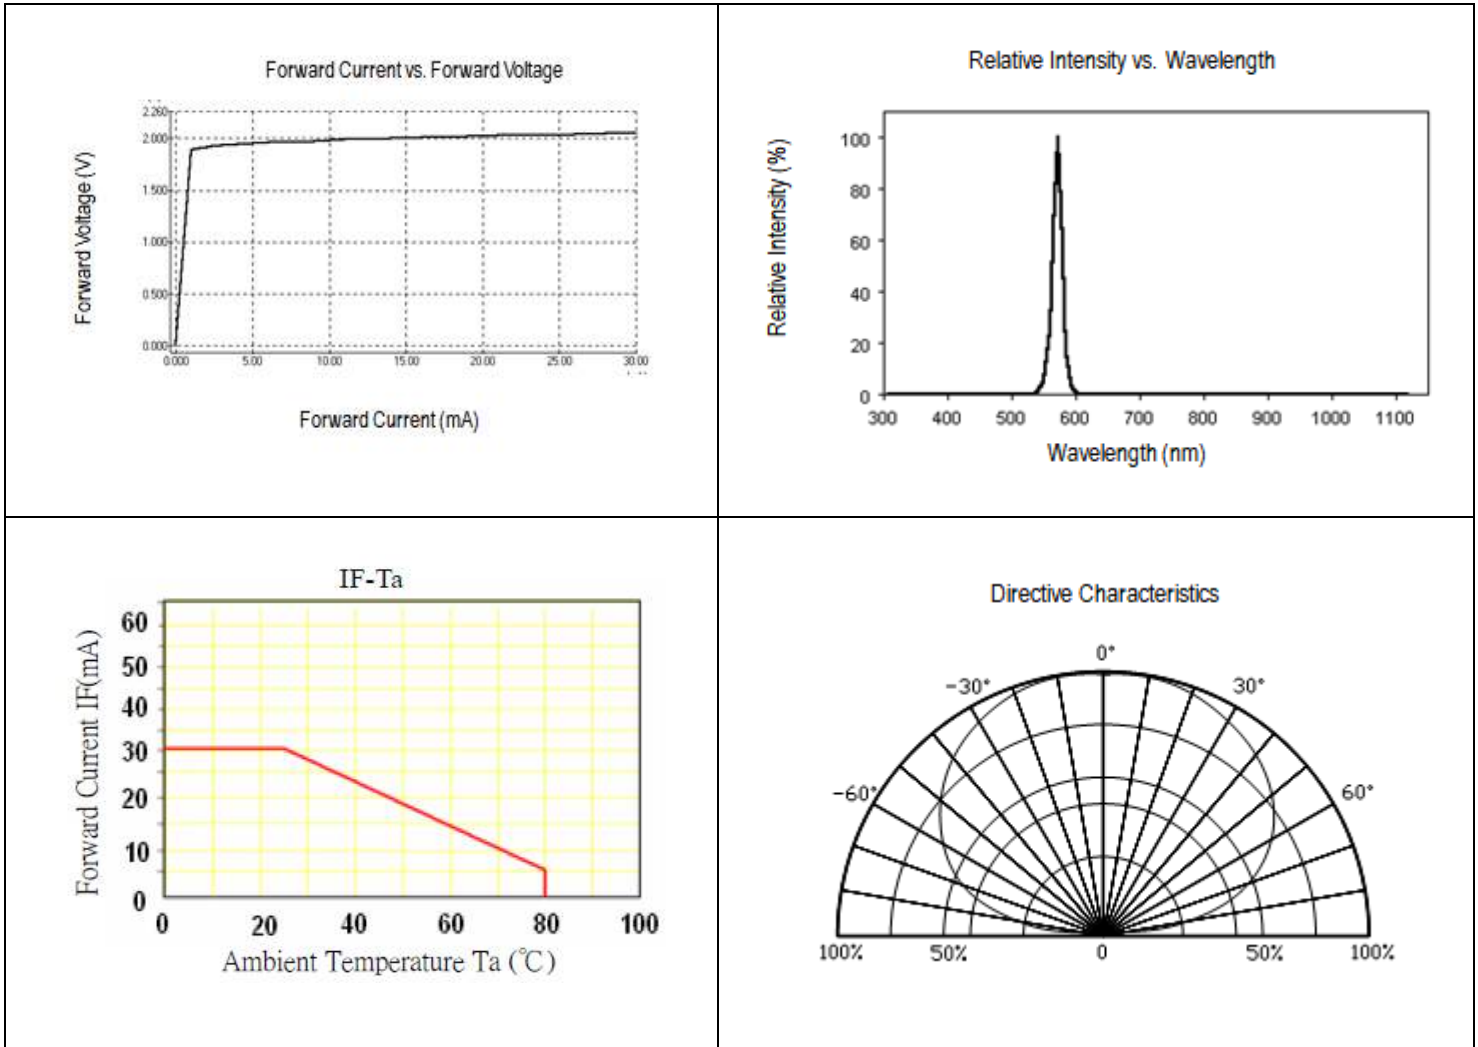 Forward Current vs. Forward Voltage
Forward Voltage (V)
2.260
2.000
1.500
1.000
0.500
0.000
0.000 5.00 10.00 15.00 20.00 25.00 30.00
Forward Current (mA)
Relative Intensity vs. Wavelength
Relative Intensity (%)
100
80
60
40
20
0
300 400 500 600 700 800 900 1000 1100
Wavelength (nm)
IF-Ta
Forward Current IF(mA)
60
50
40
30
20
10
0
0 20 40 60 80 100
Ambient Temperature Ta (℃)
Directive Characteristics
0°
-30° 30°
-60° 60°
100% 50% 0 50% 100%